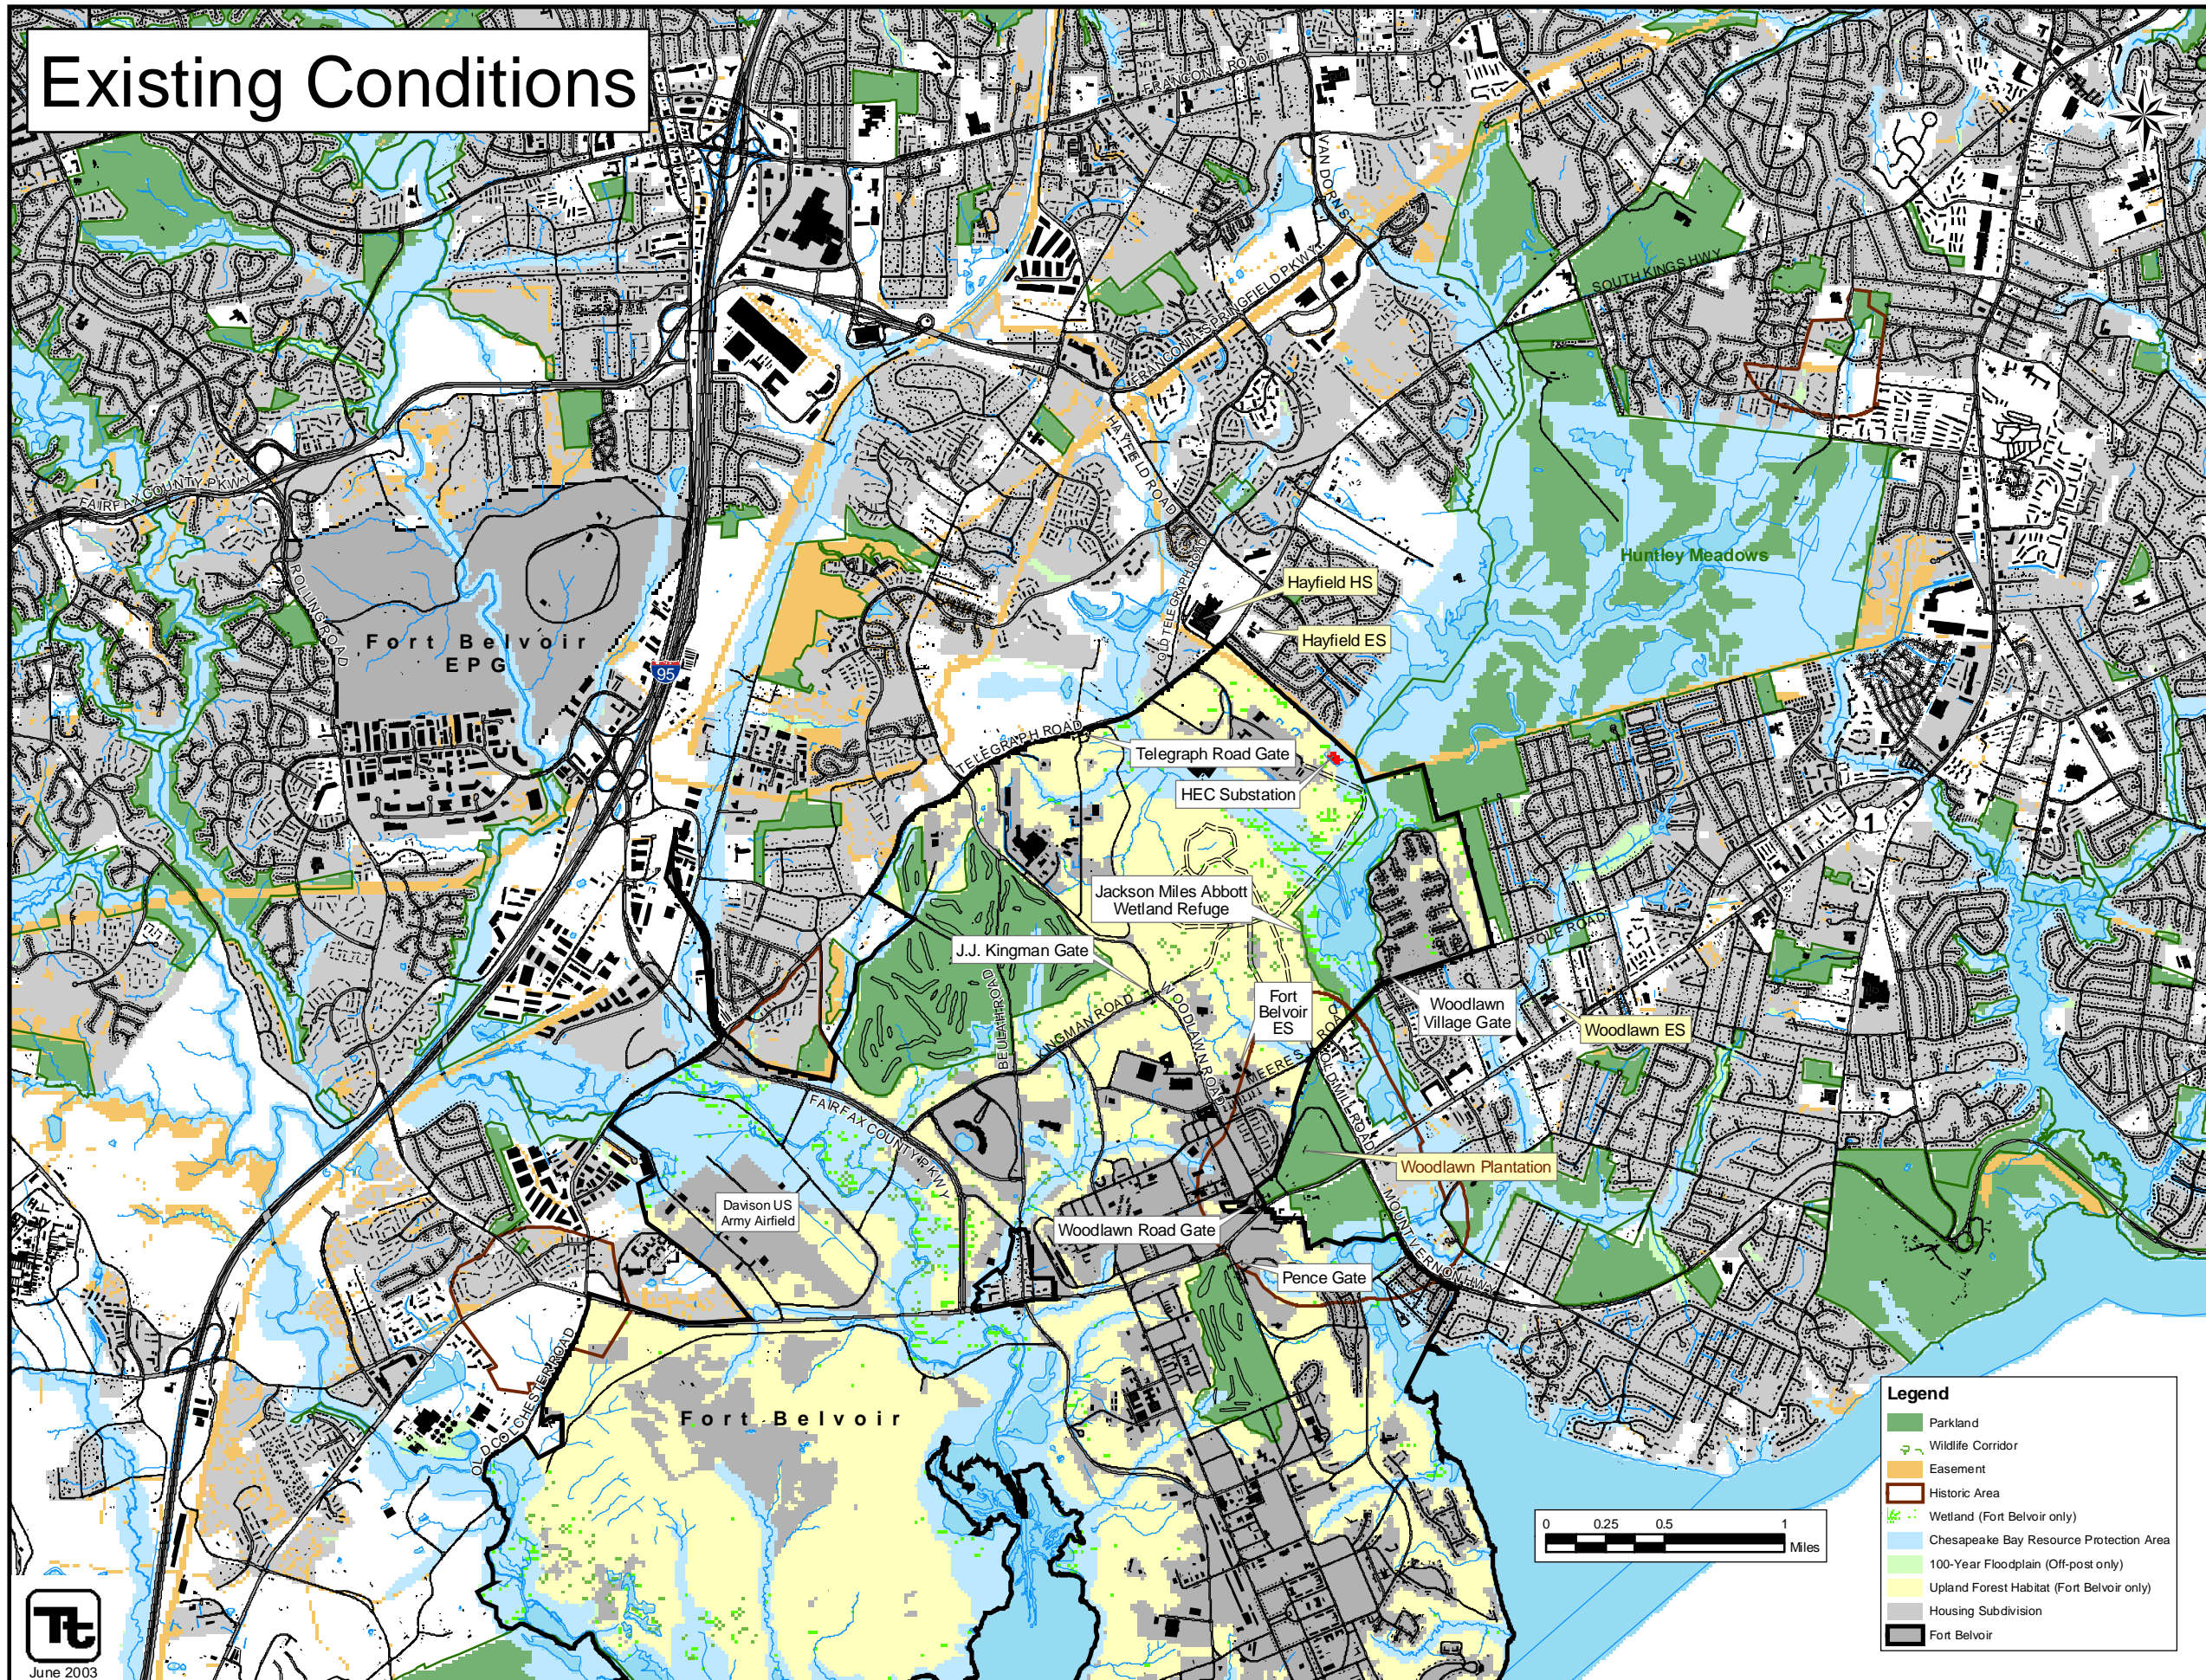 Existing Conditions
FRANCONIA ROAD
VAN DORN ST
N
SOUTH KINGS HWY
FRANCONIA SPRINGFIELD PKWY
HAYFIELD ROAD
FAIRFAX COUNTY PKWY
ROLLING ROAD
Huntley Meadows
OLD TELEGRAPH ROAD
Hayfield HS
Hayfield ES
Fort Belvoir
EPG
95
TELEGRAPH ROAD
Telegraph Road Gate
HEC Substation
1
Jackson Miles Abbott
Wetland Refuge
POLE ROAD
J.J. Kingman Gate
BEULAH ROAD
KINGMAN ROAD
WOODLAWN ROAD
Fort
Belvoir
ES
Woodlawn
Village Gate
Woodlawn ES
MEERES ROAD
OLD MILL ROAD
FAIRFAX COUNTY PKWY
Woodlawn Plantation
Davison US
Army Airfield
Woodlawn Road Gate
MOUNT VERNON HWY
Pence Gate
OLD COLCHESTER ROAD
Fort Belvoir
Legend
Parkland
Wildlife Corridor
Easement
Historic Area
Wetland (Fort Belvoir only)
Chesapeake Bay Resource Protection Area
100-Year Floodplain (Off-post only)
Upland Forest Habitat (Fort Belvoir only)
Housing Subdivision
Fort Belvoir
0 0.25 0.5 1
Miles
Tt
June 2003